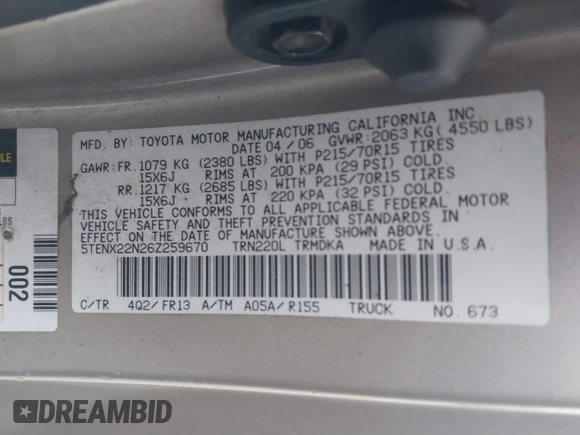 MFD. BY: TOYOTA MOTOR MANUFACTURING CALIFORNIA INC.
DATE 04/06 GVWR:2063 KG( 4550 LBS)
GAWR: FR. 1079 KG (2380 LBS) WITH P215/70R15 TIRES
15X6J RIMS AT 200 KPA (29 PSI) COLD
RR. 1217 KG (2685 LBS) WITH P215/70R15 TIRES
15X6J RIMS AT 220 KPA (32 PSI) COLD
THIS VEHICLE CONFORMS TO ALL APPLICABLE FEDERAL MOTOR
VEHICLE SAFETY AND THEFT PREVENTION STANDARDS IN
EFFECT ON THE DATE OF MANUFACTURE SHOWN ABOVE.
5TENX22N26Z259670 TRN220L TRMDKA MADE IN U.S.A.
C/TR 4Q2/FR13 A/TM A05A/R155 TRUCK NO. 673
LBS
002
DREAMBID